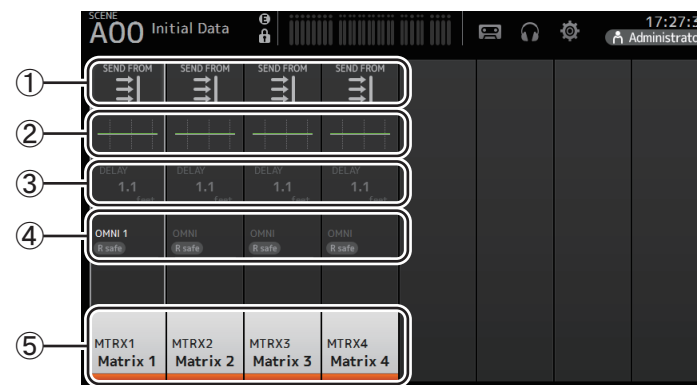 SCENE
A00 Initial Data
E
17:27:3
Administrato
① SEND FROM SEND FROM SEND FROM SEND FROM
②
③ DELAY DELAY DELAY DELAY
1.1 1.1 1.1 1.1
④ OMNI 1 OMNI OMNI OMNI
R safe R safe R safe R safe
⑤ MTRX1 MTRX2 MTRX3 MTRX4
Matrix 1 Matrix 2 Matrix 3 Matrix 4